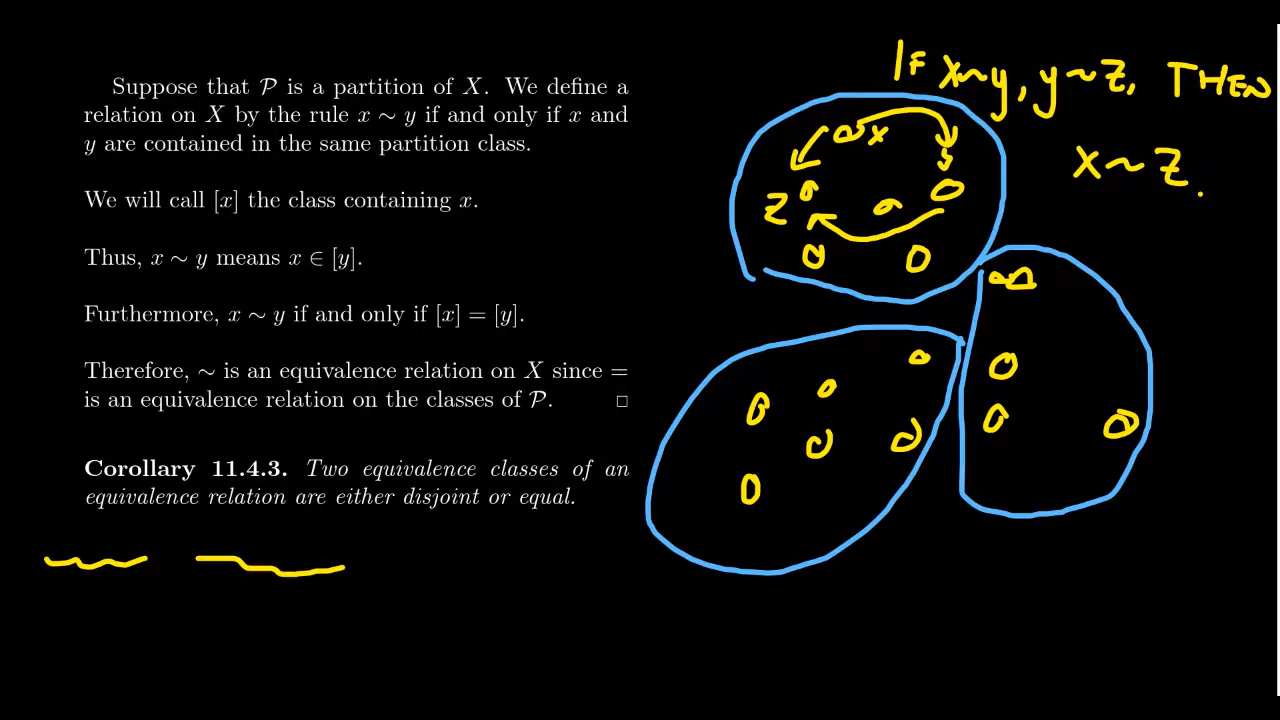 Suppose that 𝒫 is a partition of X. We define a
relation on X by the rule x ∼ y if and only if x and
y are contained in the same partition class.
We will call [x] the class containing x.
Thus, x ∼ y means x ∈ [y].
Furthermore, x ∼ y if and only if [x] = [y].
Therefore, ∼ is an equivalence relation on X since =
is an equivalence relation on the classes of 𝒫. □
Corollary 11.4.3. Two equivalence classes of an
equivalence relation are either disjoint or equal.
IF x∼y, y∼z, THEN
x∼z.
x
y
z